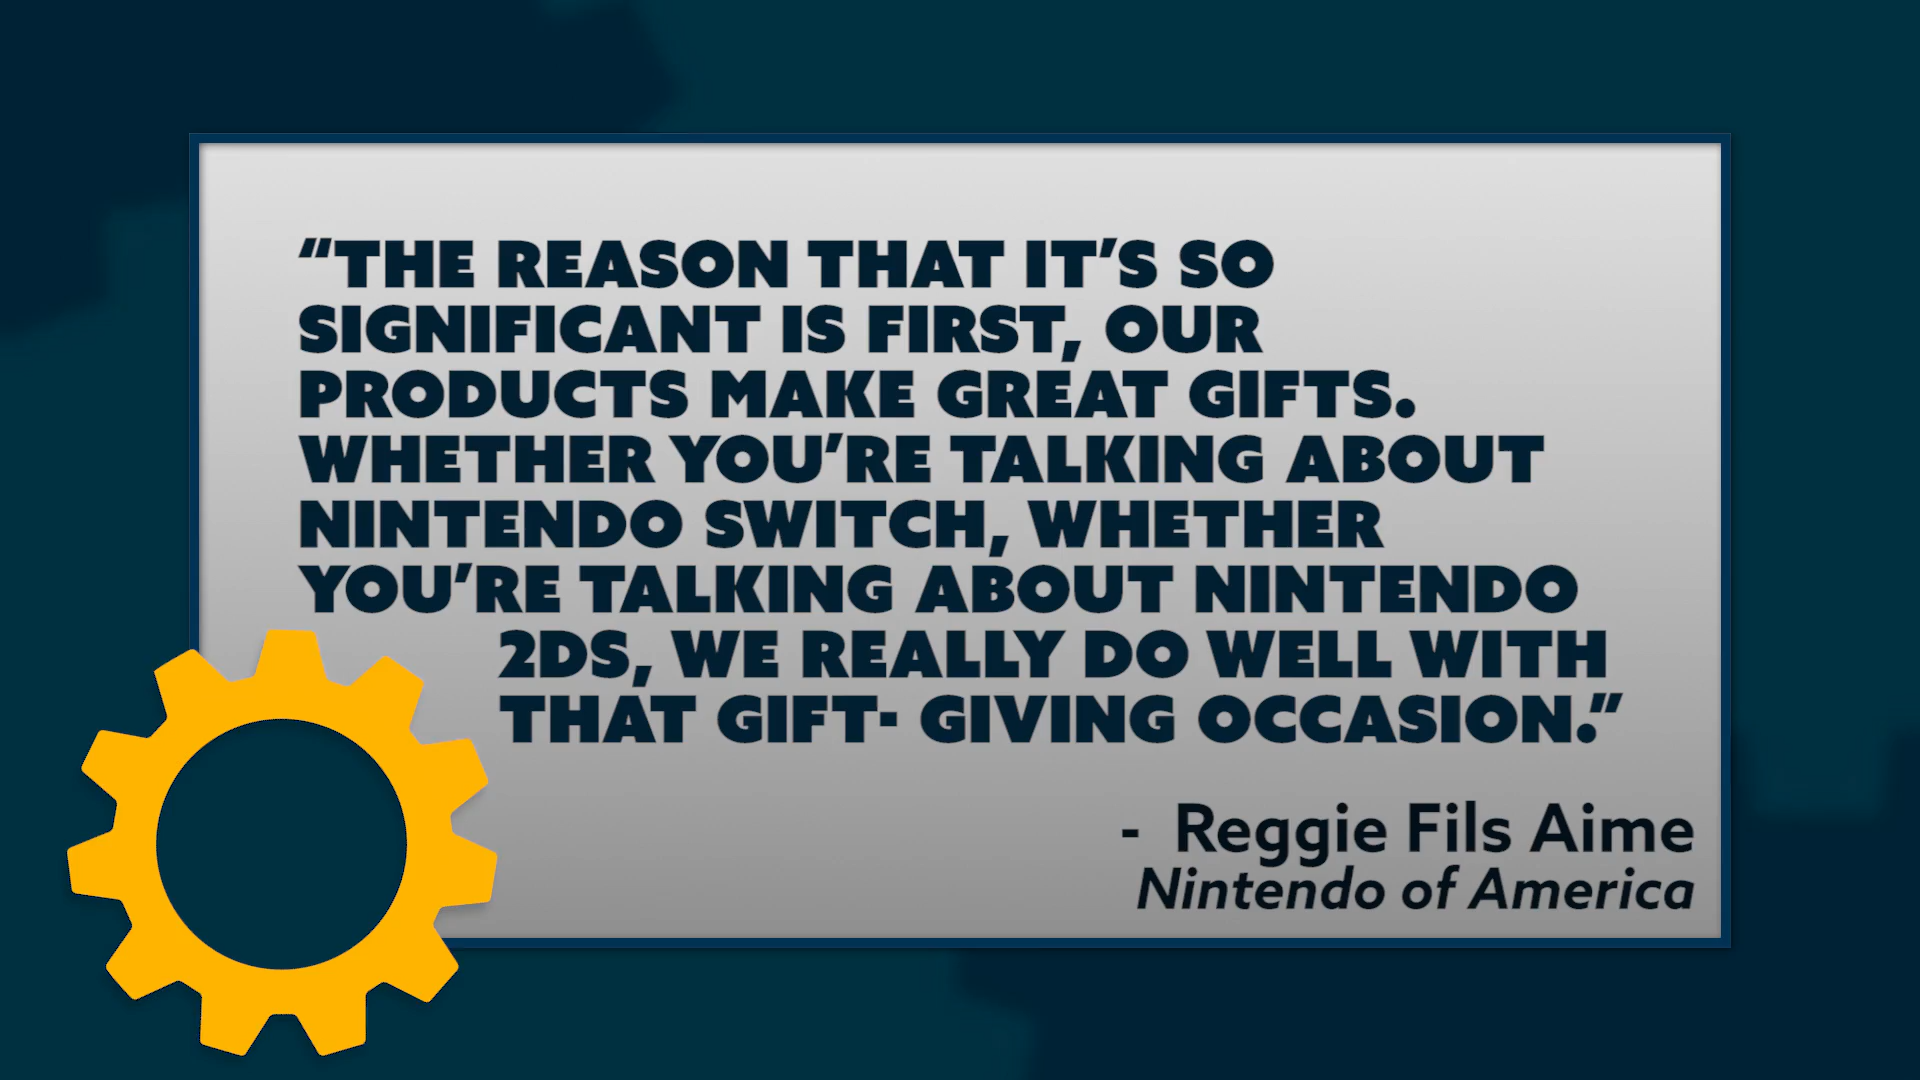 “THE REASON THAT IT’S SO
SIGNIFICANT IS FIRST, OUR
PRODUCTS MAKE GREAT GIFTS.
WHETHER YOU’RE TALKING ABOUT
NINTENDO SWITCH, WHETHER
YOU’RE TALKING ABOUT NINTENDO
2DS, WE REALLY DO WELL WITH
THAT GIFT- GIVING OCCASION.”
- Reggie Fils Aime
Nintendo of America